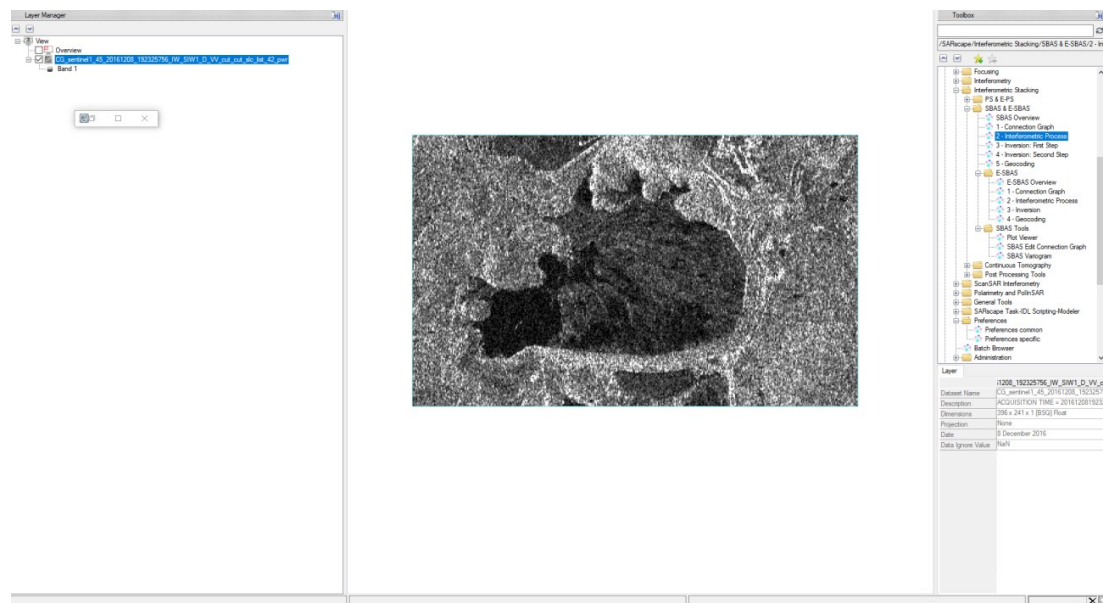 Layer Manager
View
Overview
CG_sentinel1_45_20161208_192325756_IW_SIW1_D_VV_cut_cut_slc_list_42_pwr
Band 1
Toolbox
/SARscape/Interferometric Stacking/SBAS & E-SBAS/2 - In
Focusing
Interferometry
Interferometric Stacking
PS & E-PS
SBAS & E-SBAS
SBAS Overview
1 - Connection Graph
2 - Interferometric Process
3 - Inversion: First Step
4 - Inversion: Second Step
5 - Geocoding
E-SBAS
E-SBAS Overview
1 - Connection Graph
2 - Interferometric Process
3 - Inversion
4 - Geocoding
SBAS Tools
Plot Viewer
SBAS Edit Connection Graph
SBAS Variogram
Continuous Tomography
Post Processing Tools
ScanSAR Interferometry
Polarimetry and PolInSAR
General Tools
SARscape Task-IDL Scripting-Modeler
Preferences
Preferences common
Preferences specific
Batch Browser
Administration
Layer
i1208_192325756_IW_SIW1_D_VV_c
Dataset Name CG_sentinel1_45_20161208_1923257
Description ACQUISITION TIME = 201612081923
Dimensions 396 x 241 x 1 [BSQ] Float
Projection None
Date 8 December 2016
Data Ignore Value NaN